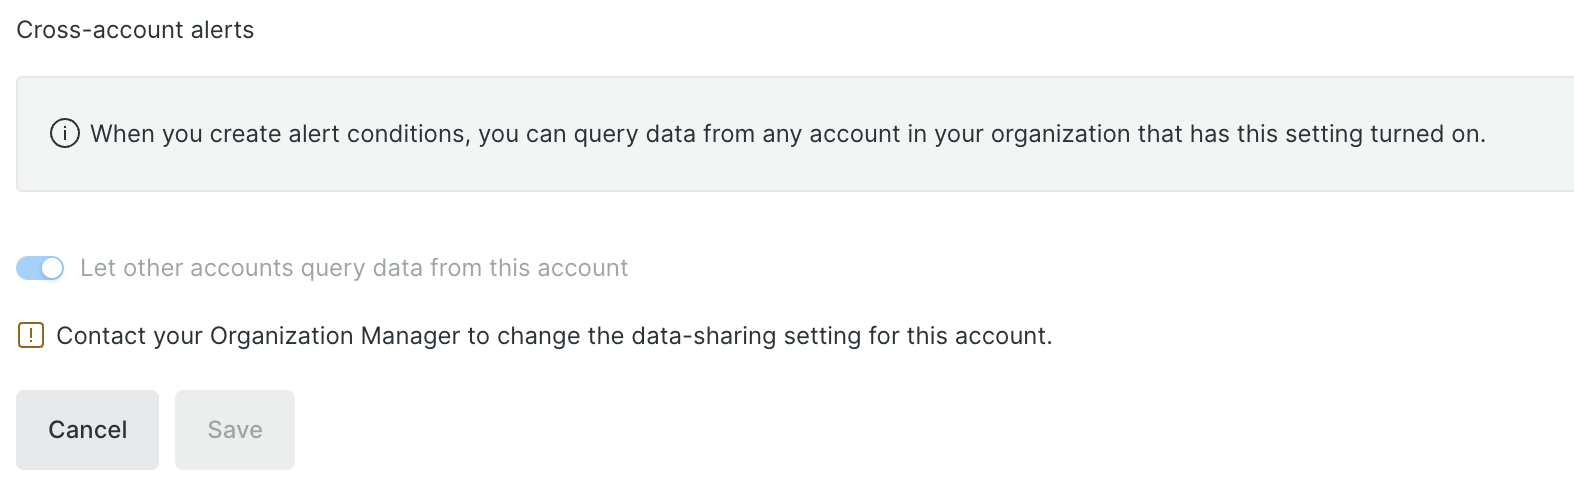 Cross-account alerts
When you create alert conditions, you can query data from any account in your organization that has this setting turned on.
Let other accounts query data from this account
Contact your Organization Manager to change the data-sharing setting for this account.
Cancel Save